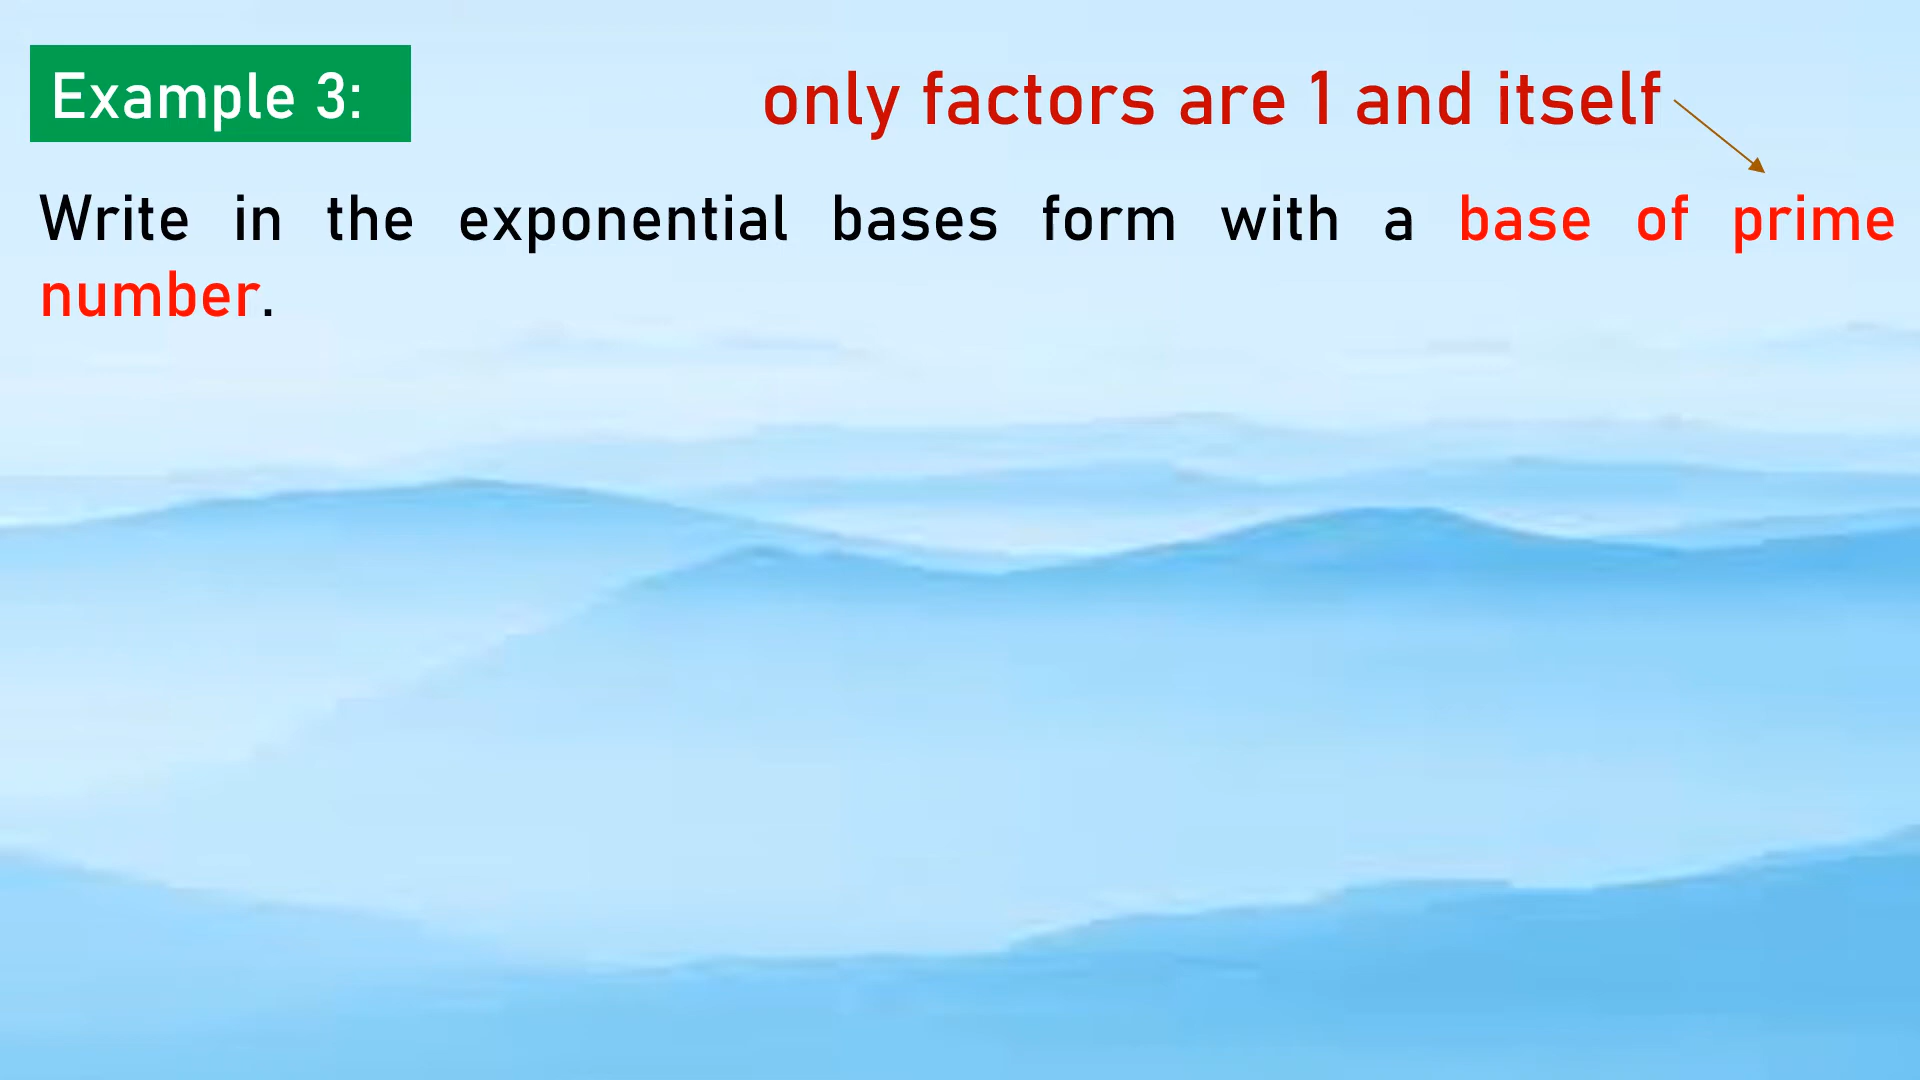 Example 3:
only factors are 1 and itself
Write in the exponential bases form with a base of prime
number.